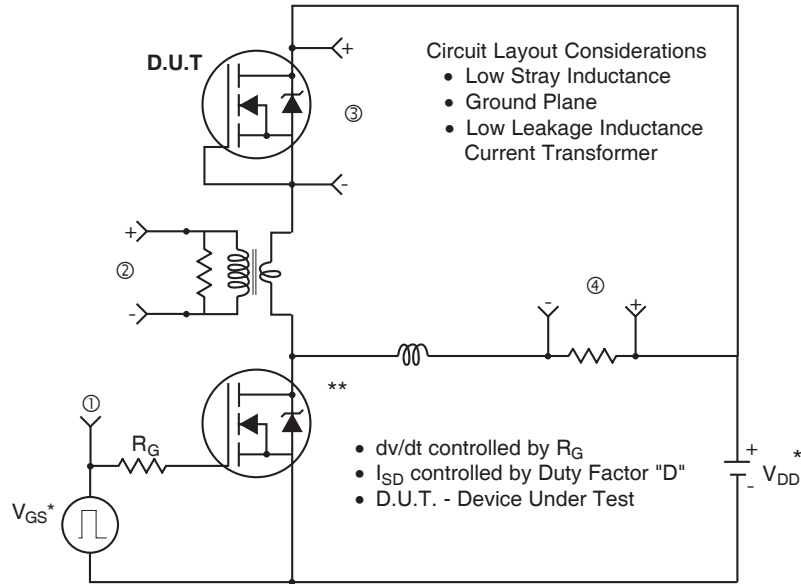 D.U.T
+
Circuit Layout Considerations
• Low Stray Inductance
• Ground Plane
• Low Leakage Inductance
Current Transformer
③
-
+
②
-
④
- +
**
①
RG
• dv/dt controlled by RG
• ISD controlled by Duty Factor "D"
• D.U.T. - Device Under Test
+
-
VDD*
VGS*